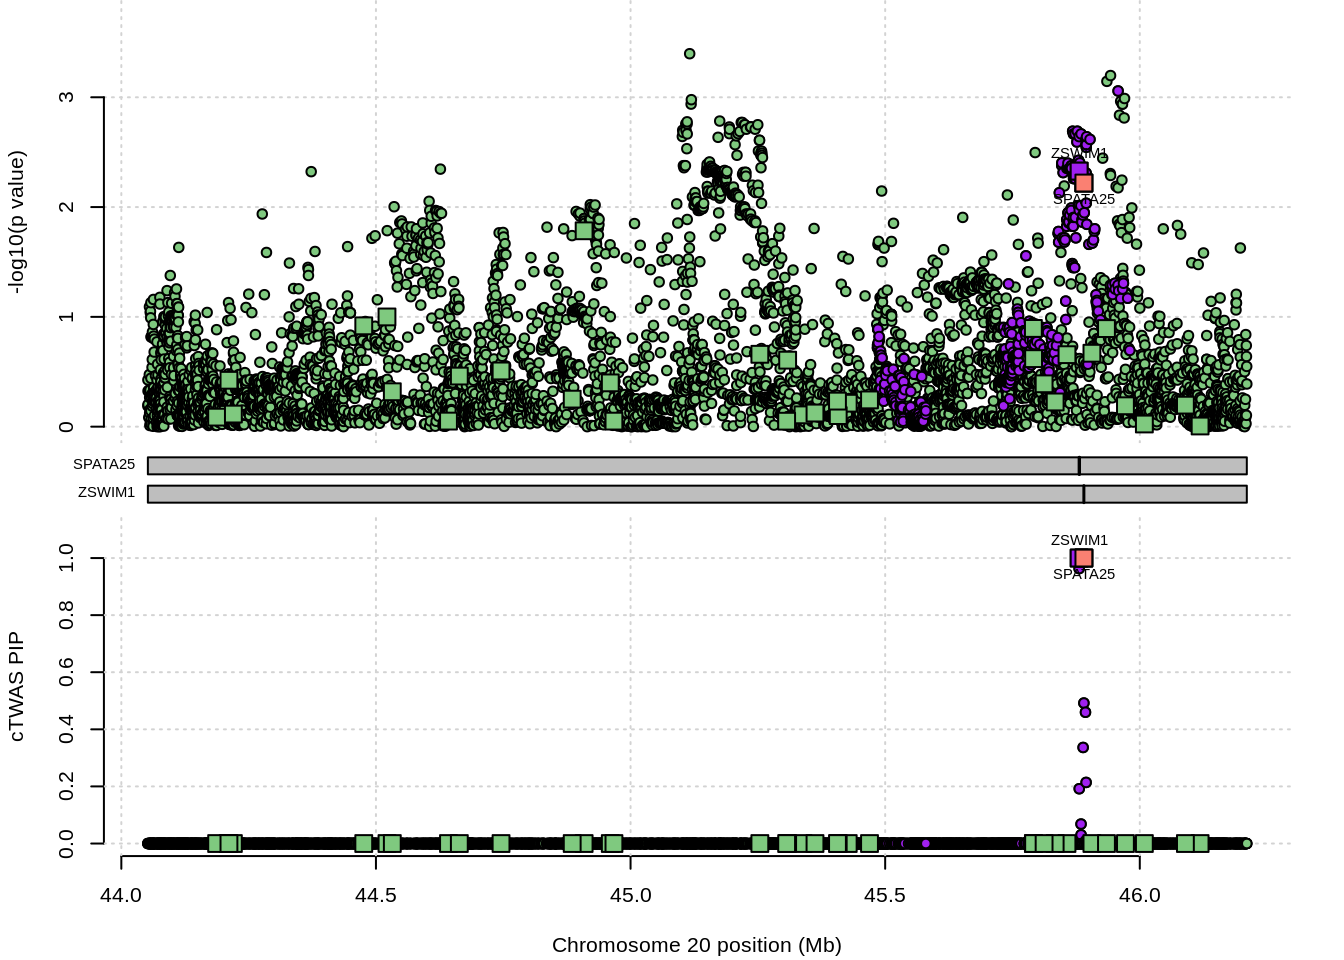 -log10(p value)
3
2
1
0
ZSWIM1
SPATA25
SPATA25
ZSWIM1
cTWAS PIP
1.0
0.8
0.6
0.4
0.2
0.0
ZSWIM1
SPATA25
44.0 44.5 45.0 45.5 46.0
Chromosome 20 position (Mb)